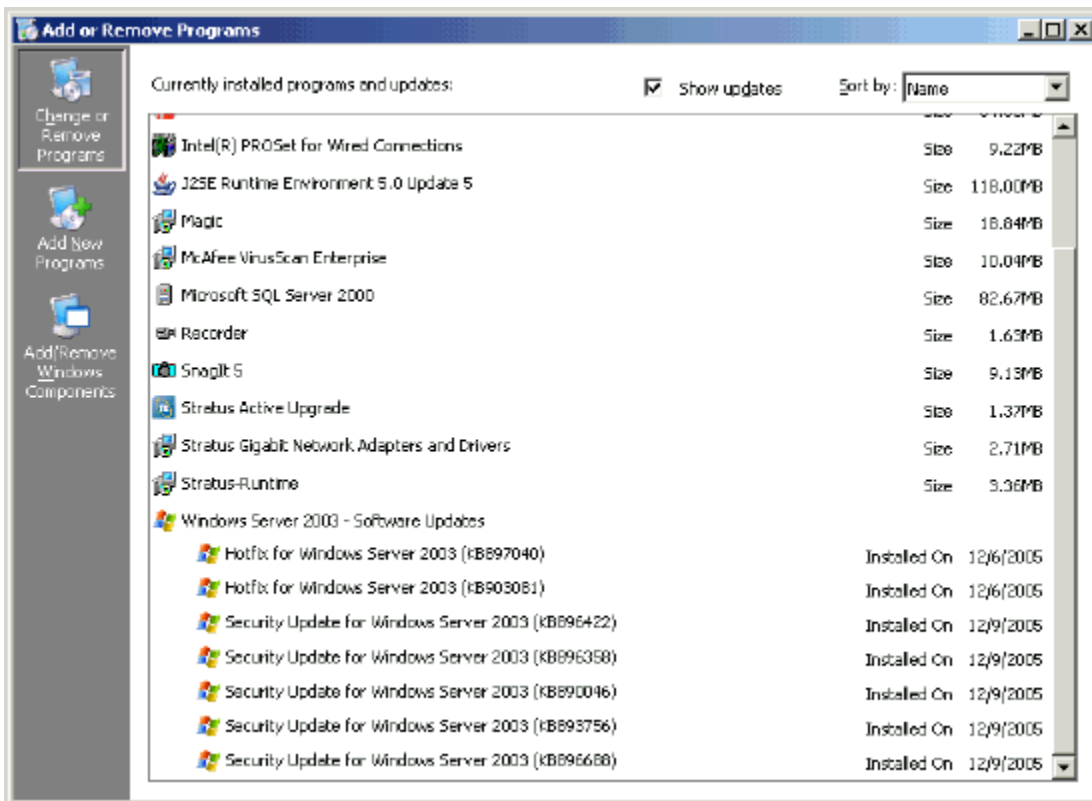 Add or Remove Programs
Change or
Remove
Programs
Add New
Programs
Add/Remove
Windows
Components
Currently installed programs and updates:
Show updates
Sort by: Name
Intel(R) PROSet for Wired Connections Size 9.22MB
J2SE Runtime Environment 5.0 Update 5 Size 118.00MB
Magic Size 18.84MB
McAfee VirusScan Enterprise Size 10.04MB
Microsoft SQL Server 2000 Size 82.67MB
Recorder Size 1.63MB
SnagIt 5 Size 9.13MB
Stratus Active Upgrade Size 1.37MB
Stratus Gigabit Network Adapters and Drivers Size 2.71MB
Stratus-Runtime Size 3.36MB
Windows Server 2003 - Software Updates
Hotfix for Windows Server 2003 (KB897040) Installed On 12/6/2005
Hotfix for Windows Server 2003 (KB903081) Installed On 12/6/2005
Security Update for Windows Server 2003 (KB896422) Installed On 12/9/2005
Security Update for Windows Server 2003 (KB896358) Installed On 12/9/2005
Security Update for Windows Server 2003 (KB890046) Installed On 12/9/2005
Security Update for Windows Server 2003 (KB893756) Installed On 12/9/2005
Security Update for Windows Server 2003 (KB896688) Installed On 12/9/2005